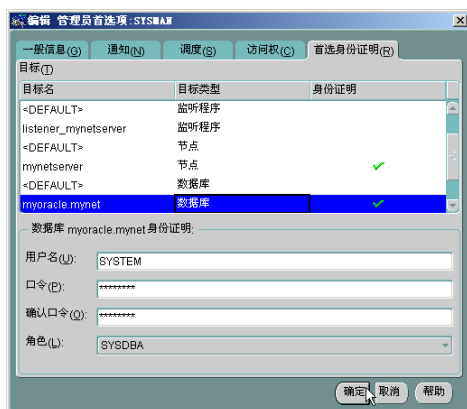 编辑 管理员首选项:SYSMAN
一般信息(G) 通知(N) 调度(S) 访问权(C) 首选身份证明(R)
目标(T)
目标名 目标类型 身份证明
<DEFAULT> 监听程序
listener_mynetserver 监听程序
<DEFAULT> 节点
mynetserver 节点
<DEFAULT> 数据库
myoracle.mynet 数据库
数据库 myoracle.mynet 身份证明:
用户名(U): SYSTEM
口令(P): ********
确认口令(O): ********
角色(L): SYSDBA
确定 取消 帮助